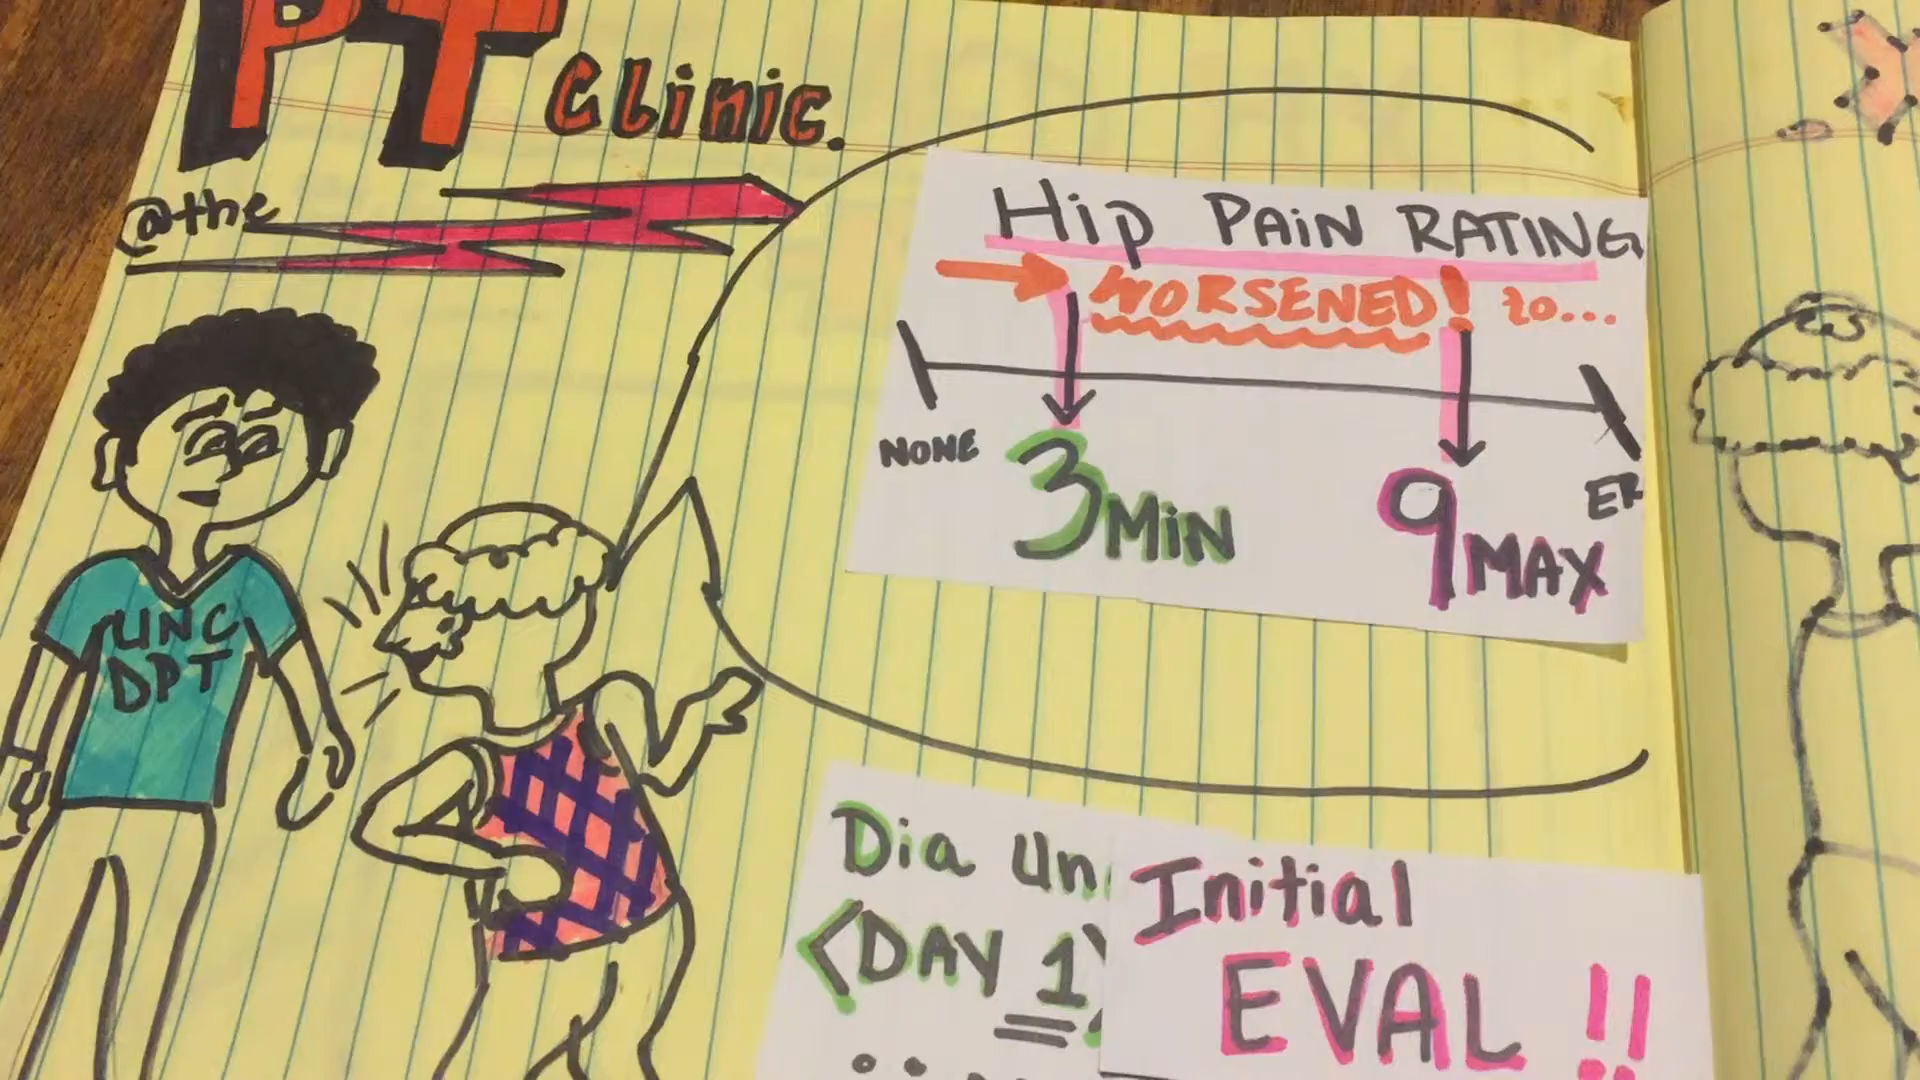 PT Clinic.
@the
Hip PAiN RATING
WORSENED! to...
NONE
3 MiN
9 MAX
ER
UNC
DPT
Dia Un
(DAY 1)
Initial
EVAL !!